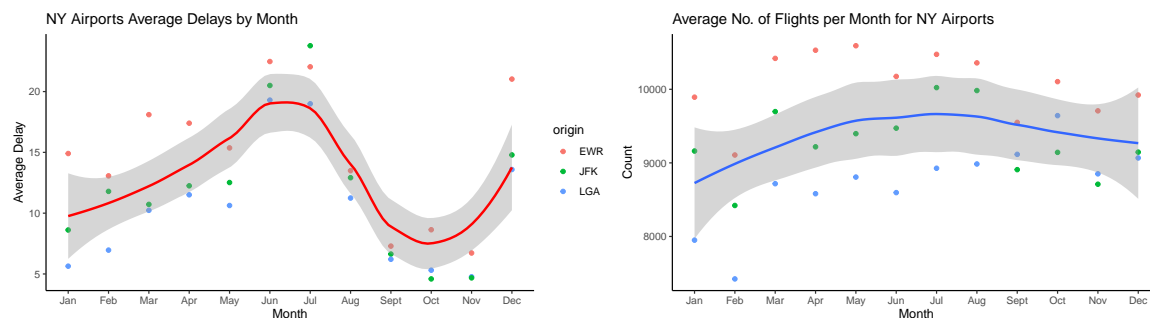 NY Airports Average Delays by Month
Average Delay
20
15
10
5
Jan Feb Mar Apr May Jun Jul Aug Sept Oct Nov Dec
Month
origin
EWR
JFK
LGA
Average No. of Flights per Month for NY Airports
Count
10000
9000
8000
Jan Feb Mar Apr May Jun Jul Aug Sept Oct Nov Dec
Month